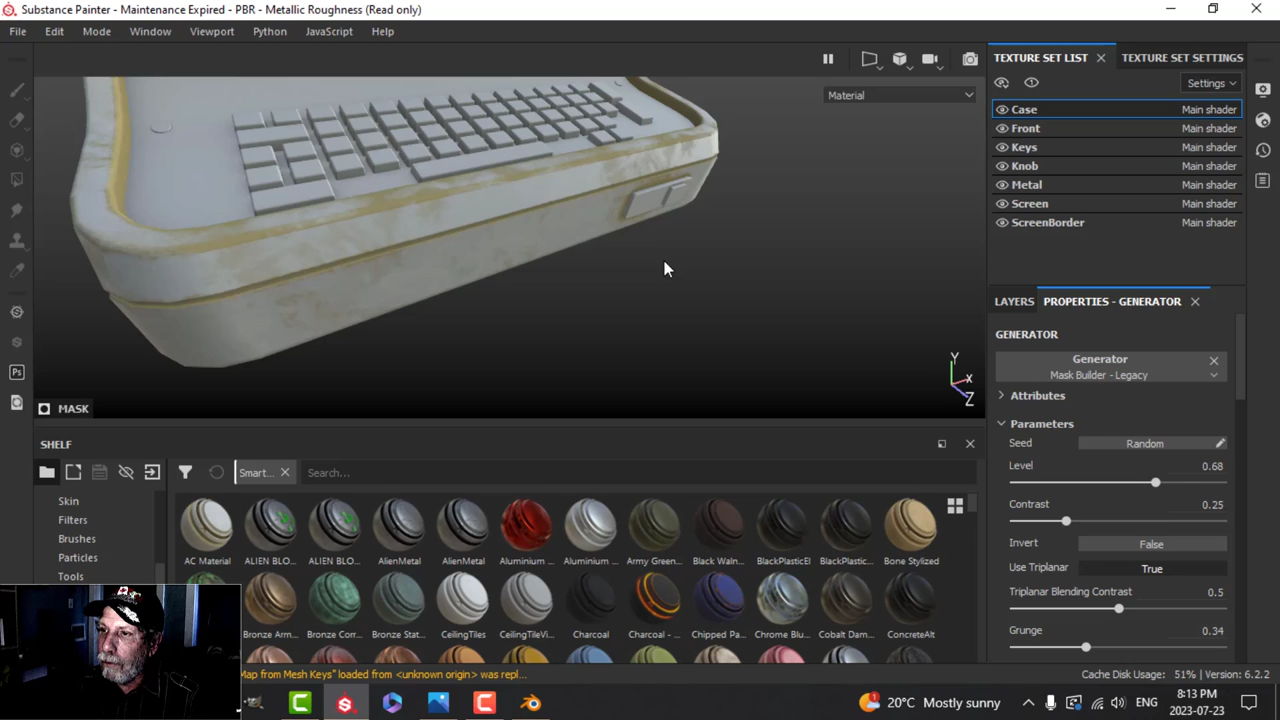 Substance Painter - Maintenance Expired - PBR - Metallic Roughness (Read only)
File Edit Mode Window Viewport Python JavaScript Help
Material
TEXTURE SET LIST
TEXTURE SET SETTINGS
Settings
Case Main shader
Front Main shader
Keys Main shader
Knob Main shader
Metal Main shader
Screen Main shader
ScreenBorder Main shader
LAYERS
PROPERTIES - GENERATOR
GENERATOR
Generator
Mask Builder - Legacy
Attributes
Parameters
Seed Random
Level 0.68
Contrast 0.25
Invert False
Use Triplanar True
Triplanar Blending Contrast 0.5
Grunge 0.34
Y
X
Z
MASK
SHELF
Smart...
Search...
Skin
Filters
Brushes
Particles
Tools
AC Material ALIEN BLO... ALIEN BLO... AlienMetal AlienMetal Aluminium ... Aluminium ... Army Green... Black Waln... BlackPlasticEl BlackPlastic... Bone Stylized
Bronze Arm... Bronze Corr... Bronze Stat... CeilingTiles CeilingTileVi... Charcoal Charcoal - ... Chipped Pa... Chrome Blu... Cobalt Dam... ConcreteAlt
Map from Mesh Keys" loaded from <unknown origin> was repl...
Cache Disk Usage: 51% | Version: 6.2.2
Ps
1
20°C Mostly sunny
ENG
8:13 PM
2023-07-23